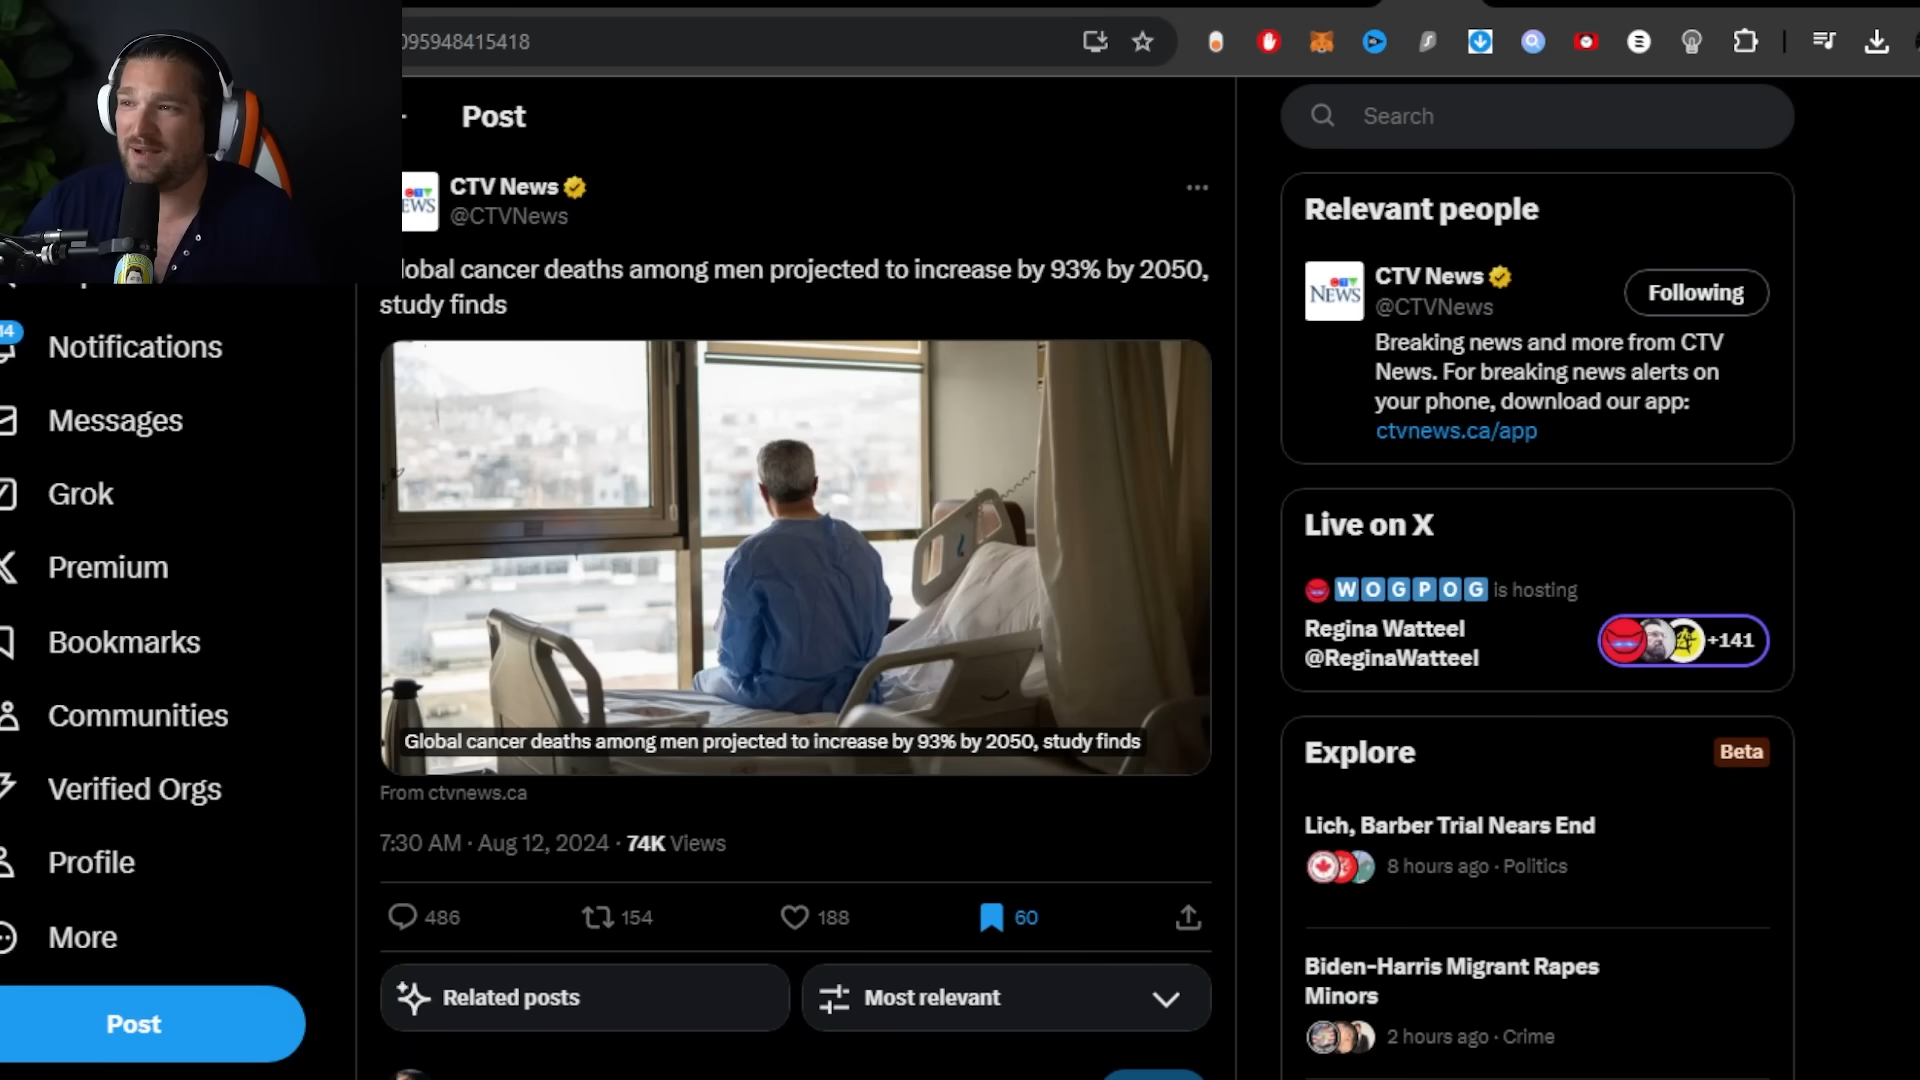 095948415418
Post
CTV News
@CTVNews
lobal cancer deaths among men projected to increase by 93% by 2050,
study finds
Global cancer deaths among men projected to increase by 93% by 2050, study finds
From ctvnews.ca
7:30 AM · Aug 12, 2024 · 74K Views
486
154
188
60
Related posts
Most relevant
14
Notifications
Messages
Grok
Premium
Bookmarks
Communities
Verified Orgs
Profile
More
Post
Search
Relevant people
NEWS
CTV News
@CTVNews
Following
Breaking news and more from CTV
News. For breaking news alerts on
your phone, download our app:
ctvnews.ca/app
Live on X
WOGPOG is hosting
Regina Watteel
@ReginaWatteel
+141
Explore
Beta
Lich, Barber Trial Nears End
8 hours ago · Politics
Biden-Harris Migrant Rapes
Minors
2 hours ago · Crime